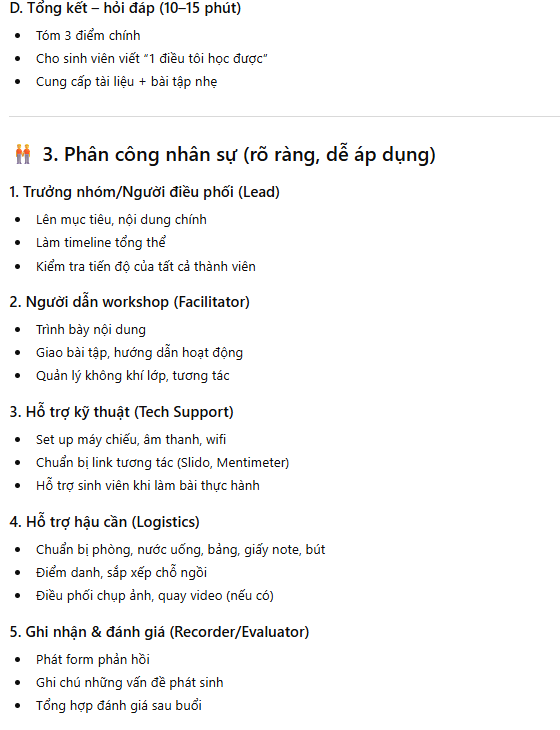 D. Tổng kết – hỏi đáp (10–15 phút)
Tóm 3 điểm chính
Cho sinh viên viết “1 điều tôi học được”
Cung cấp tài liệu + bài tập nhẹ
3. Phân công nhân sự (rõ ràng, dễ áp dụng)
1. Trưởng nhóm/Người điều phối (Lead)
Lên mục tiêu, nội dung chính
Làm timeline tổng thể
Kiểm tra tiến độ của tất cả thành viên
2. Người dẫn workshop (Facilitator)
Trình bày nội dung
Giao bài tập, hướng dẫn hoạt động
Quản lý không khí lớp, tương tác
3. Hỗ trợ kỹ thuật (Tech Support)
Set up máy chiếu, âm thanh, wifi
Chuẩn bị link tương tác (Slido, Mentimeter)
Hỗ trợ sinh viên khi làm bài thực hành
4. Hỗ trợ hậu cần (Logistics)
Chuẩn bị phòng, nước uống, bảng, giấy note, bút
Điểm danh, sắp xếp chỗ ngồi
Điều phối chụp ảnh, quay video (nếu có)
5. Ghi nhận & đánh giá (Recorder/Evaluator)
Phát form phản hồi
Ghi chú những vấn đề phát sinh
Tổng hợp đánh giá sau buổi